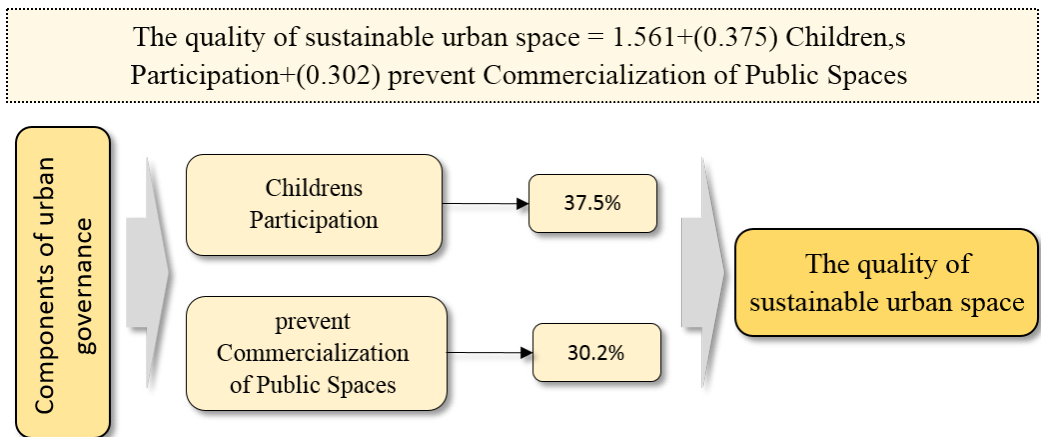 The quality of sustainable urban space = 1.561+(0.375) Children,s
Participation+(0.302) prevent Commercialization of Public Spaces
Components of urban
governance
Childrens
Participation
37.5%
prevent
Commercialization
of Public Spaces
30.2%
The quality of
sustainable urban space